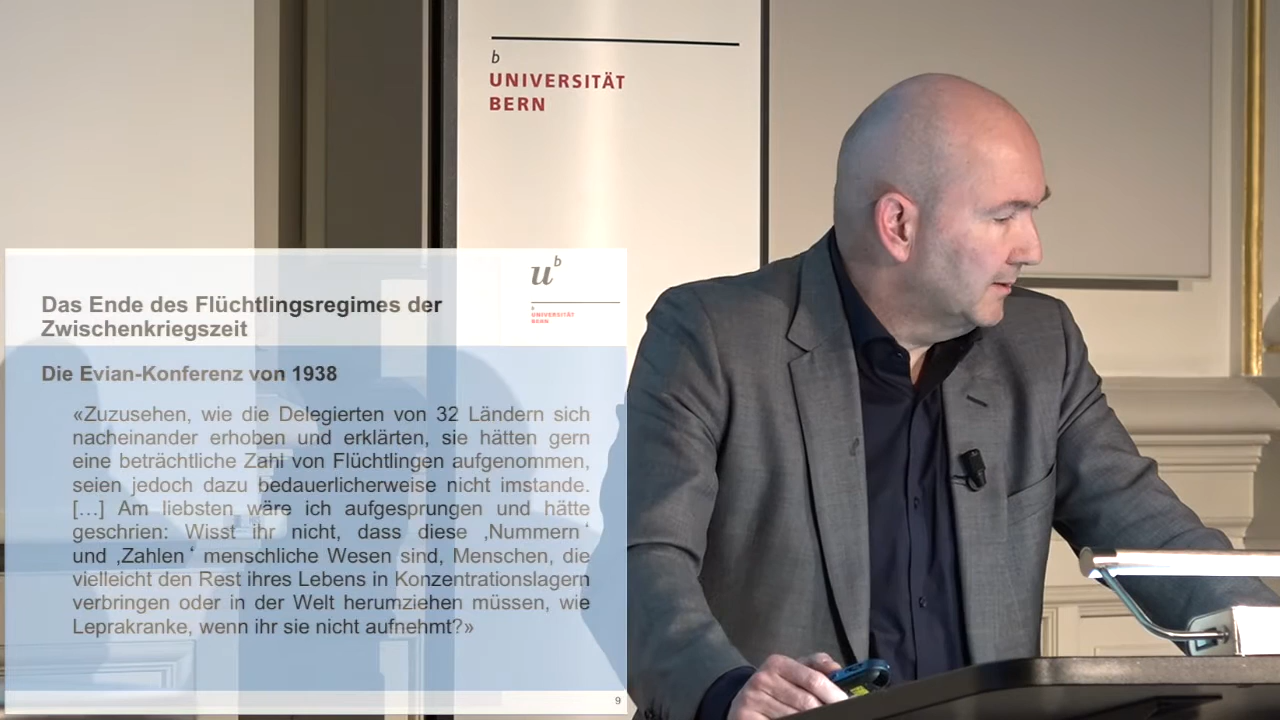 b
UNIVERSITÄT
BERN
u b
b
UNIVERSITÄT
BERN
Das Ende des Flüchtlingsregimes der
Zwischenkriegszeit
Die Evian-Konferenz von 1938
«Zuzusehen, wie die Delegierten von 32 Ländern sich
nacheinander erhoben und erklärten, sie hätten gern
eine beträchtliche Zahl von Flüchtlingen aufgenommen,
seien jedoch dazu bedauerlicherweise nicht imstande.
[…] Am liebsten wäre ich aufgesprungen und hätte
geschrien: Wisst ihr nicht, dass diese ‚Nummern‘
und ‚Zahlen‘ menschliche Wesen sind, Menschen, die
vielleicht den Rest ihres Lebens in Konzentrationslagern
verbringen oder in der Welt herumziehen müssen, wie
Leprakranke, wenn ihr sie nicht aufnehmt?»
9